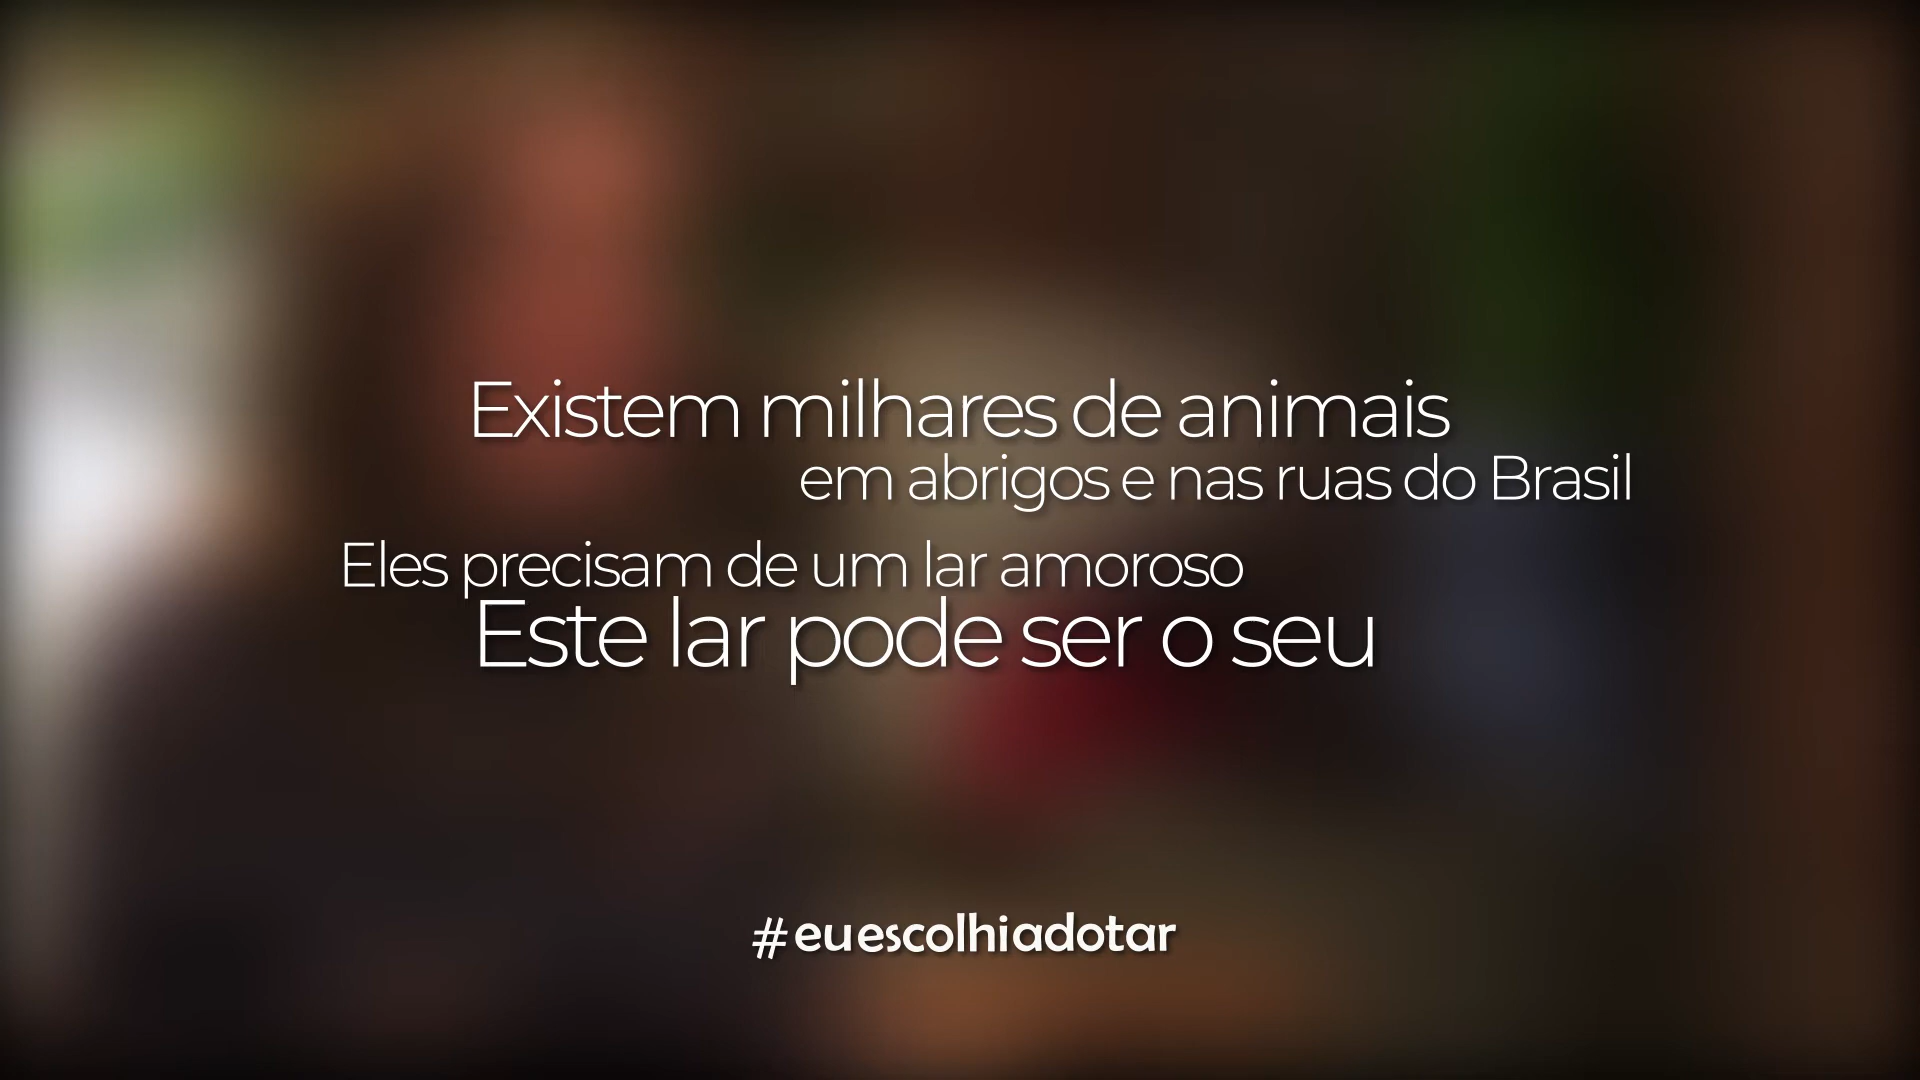 Existem milhares de animais
em abrigos e nas ruas do Brasil
Eles precisam de um lar amoroso
Este lar pode ser o seu
#euescolhiadotar